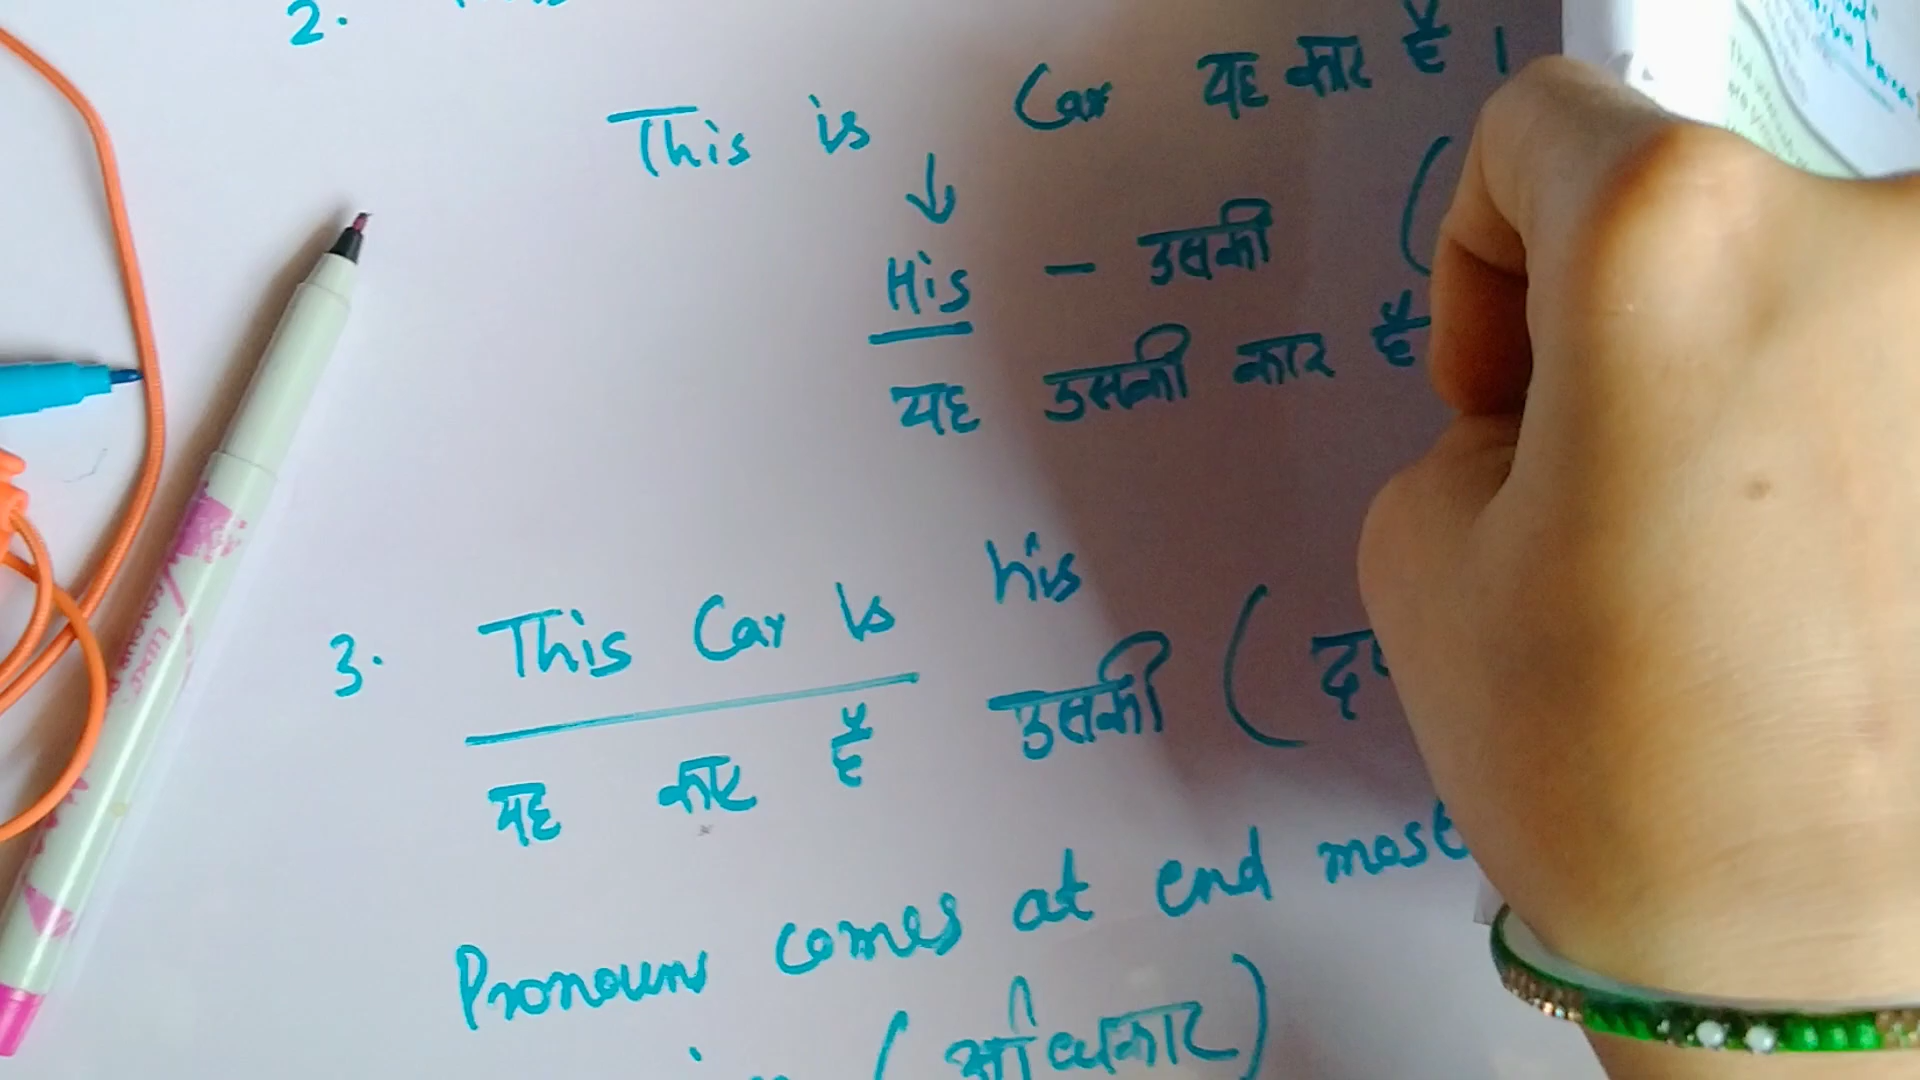 2.
This is Car यह कार है ।
His – उसकी (
यह उसकी कार है
3. This Car is his
यह कार है उसकी (
Pronouns comes at end most
(अधिकार)